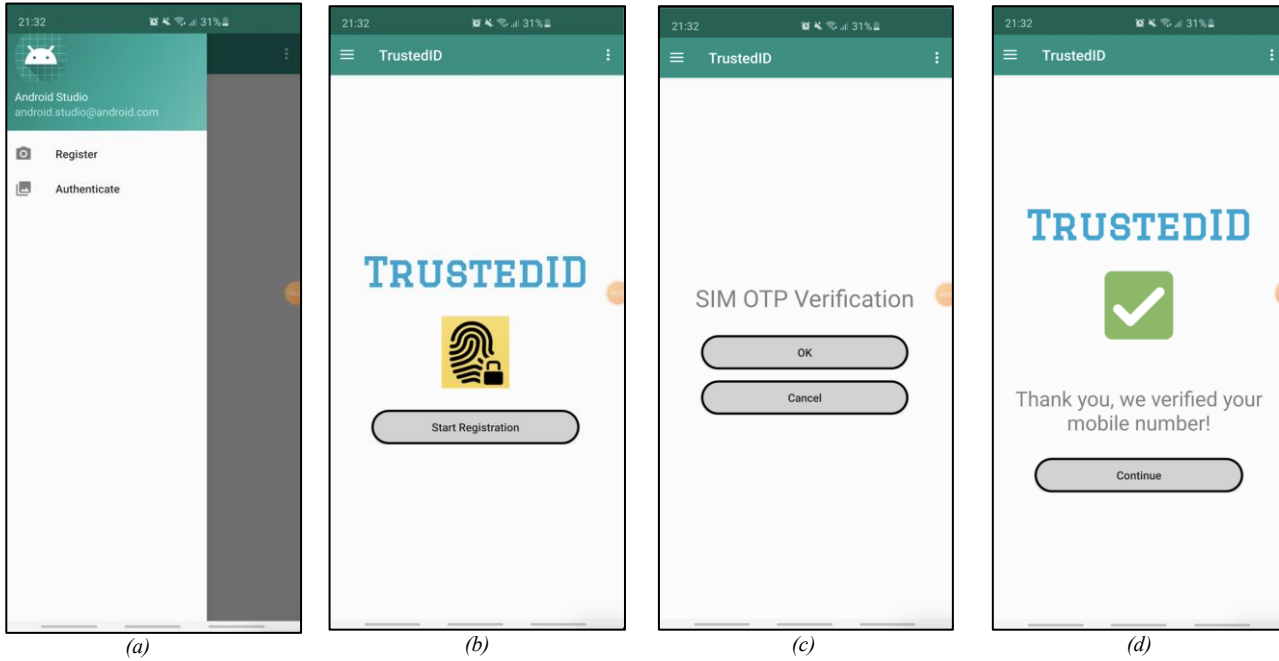 21:32 31%
Android Studio
android.studio@android.com
Register
Authenticate
(a)
21:32 31%
TrustedID
TRUSTEDID
Start Registration
(b)
21:32 31%
TrustedID
SIM OTP Verification
OK
Cancel
(c)
21:32 31%
TrustedID
TRUSTEDID
Thank you, we verified your
mobile number!
Continue
(d)